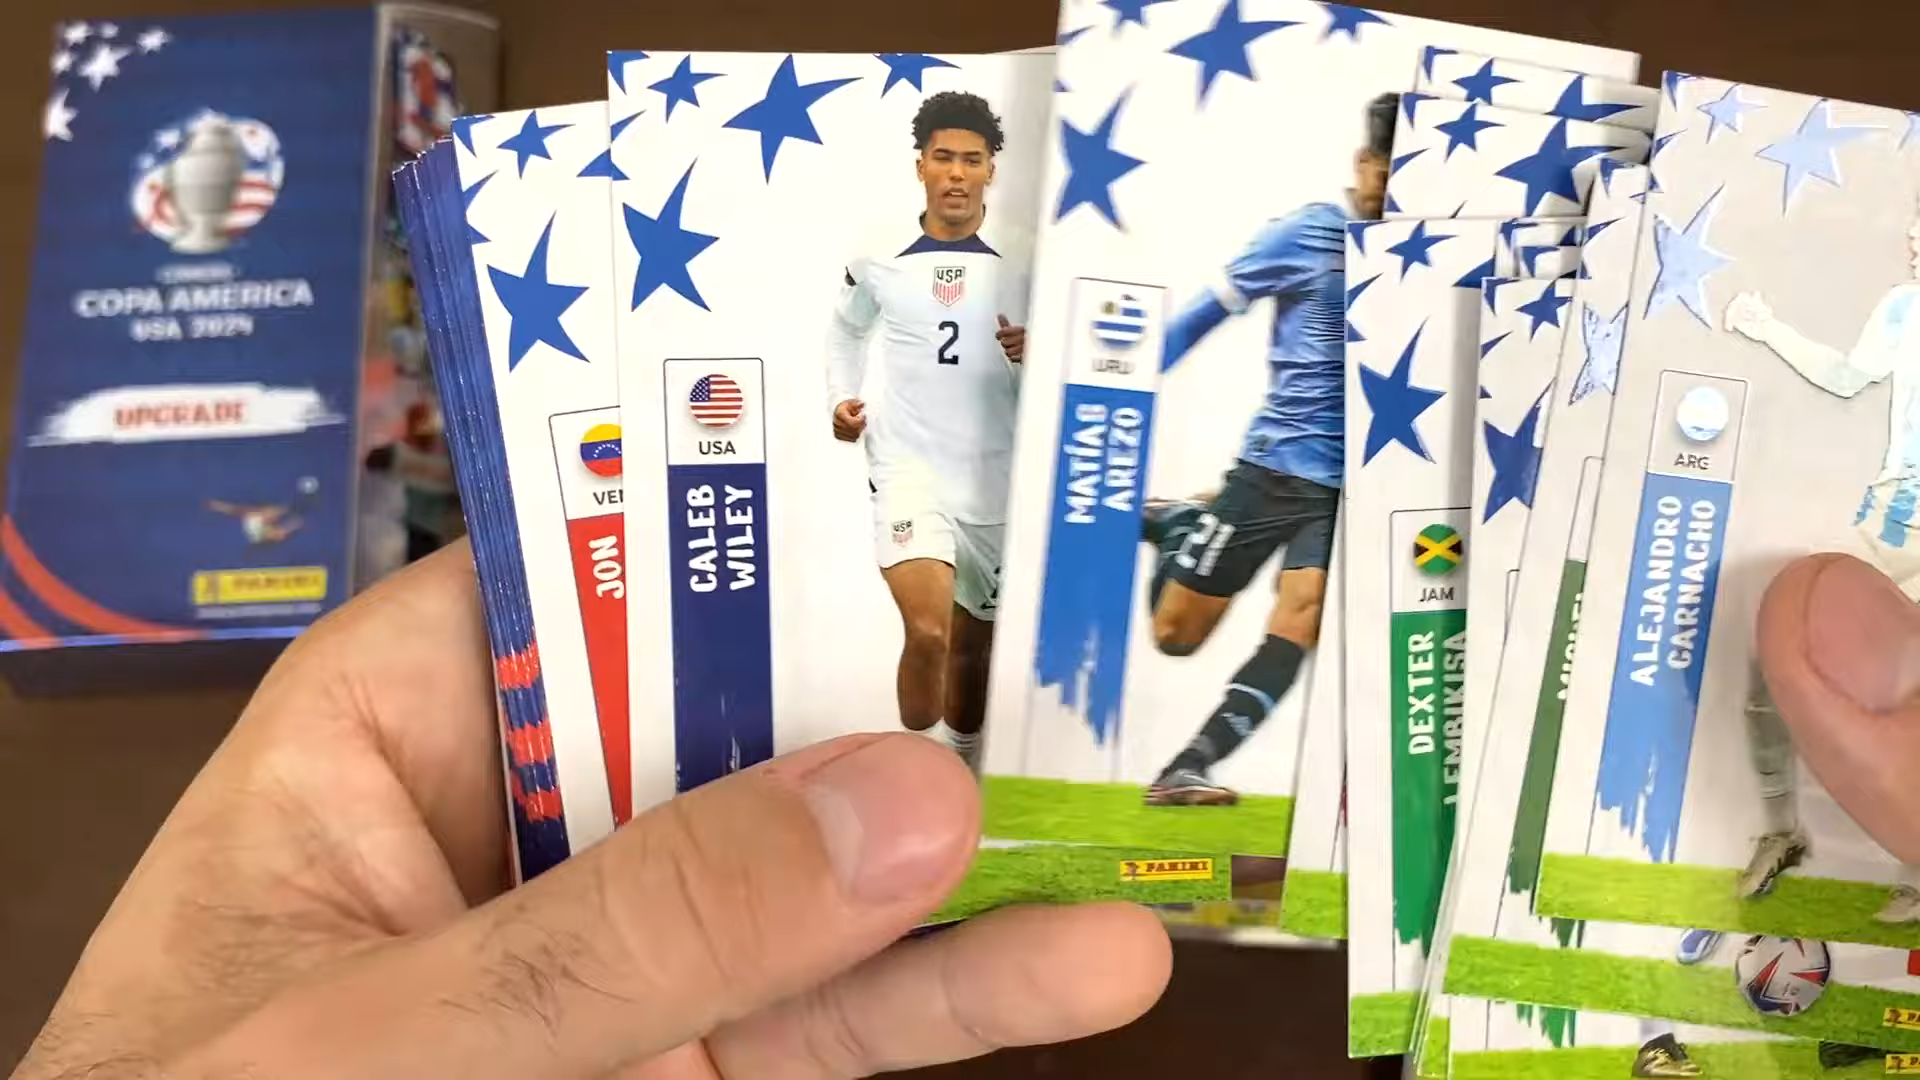 COPA AMERICA
USA 2024
UPGRADE
PANINI
VE
JON
USA
CALEB
WILEY
USA
2
USA
URU
MATÍAS
AREZO
21
PANINI
JAM
DEXTER
LEMBIKISA
ARG
ALEJANDRO
GARNACHO